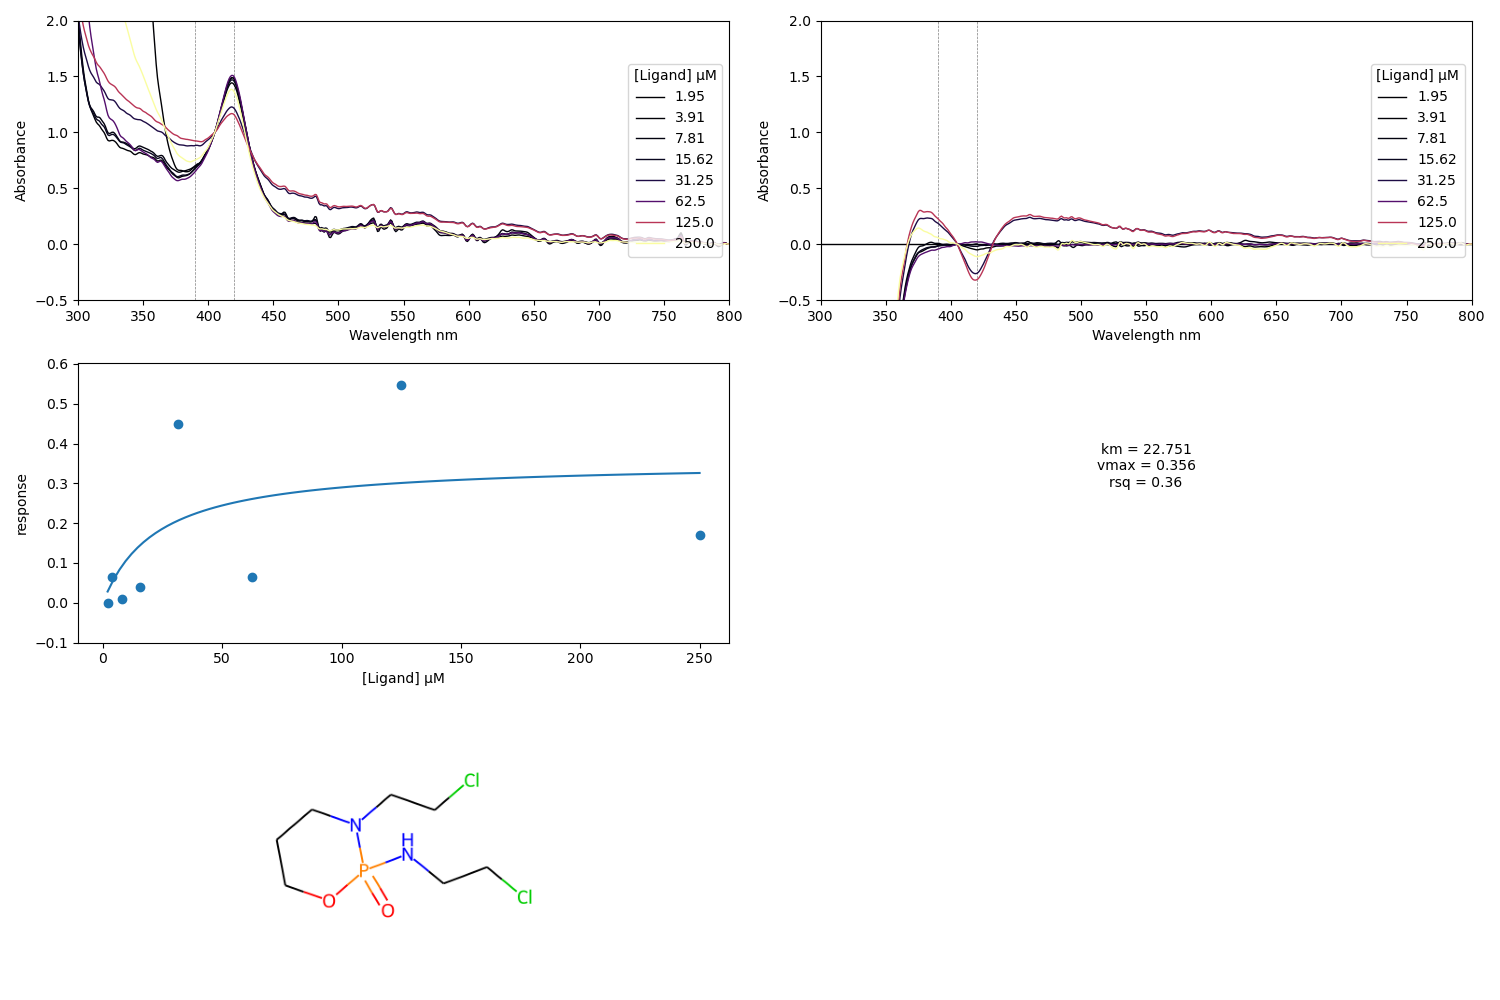 2.0
1.5
1.0
0.5
0.0
−0.5
Absorbance
300 350 400 450 500 550 600 650 700 750 800
Wavelength nm
[Ligand] µM
1.95
3.91
7.81
15.62
31.25
62.5
125.0
250.0
2.0
1.5
1.0
0.5
0.0
−0.5
Absorbance
300 350 400 450 500 550 600 650 700 750 800
Wavelength nm
[Ligand] µM
1.95
3.91
7.81
15.62
31.25
62.5
125.0
250.0
0.6
0.5
0.4
0.3
0.2
0.1
0.0
−0.1
response
0 50 100 150 200 250
[Ligand] µM
km = 22.751
vmax = 0.356
rsq = 0.36
Cl
N
H
N
P
O
O
Cl